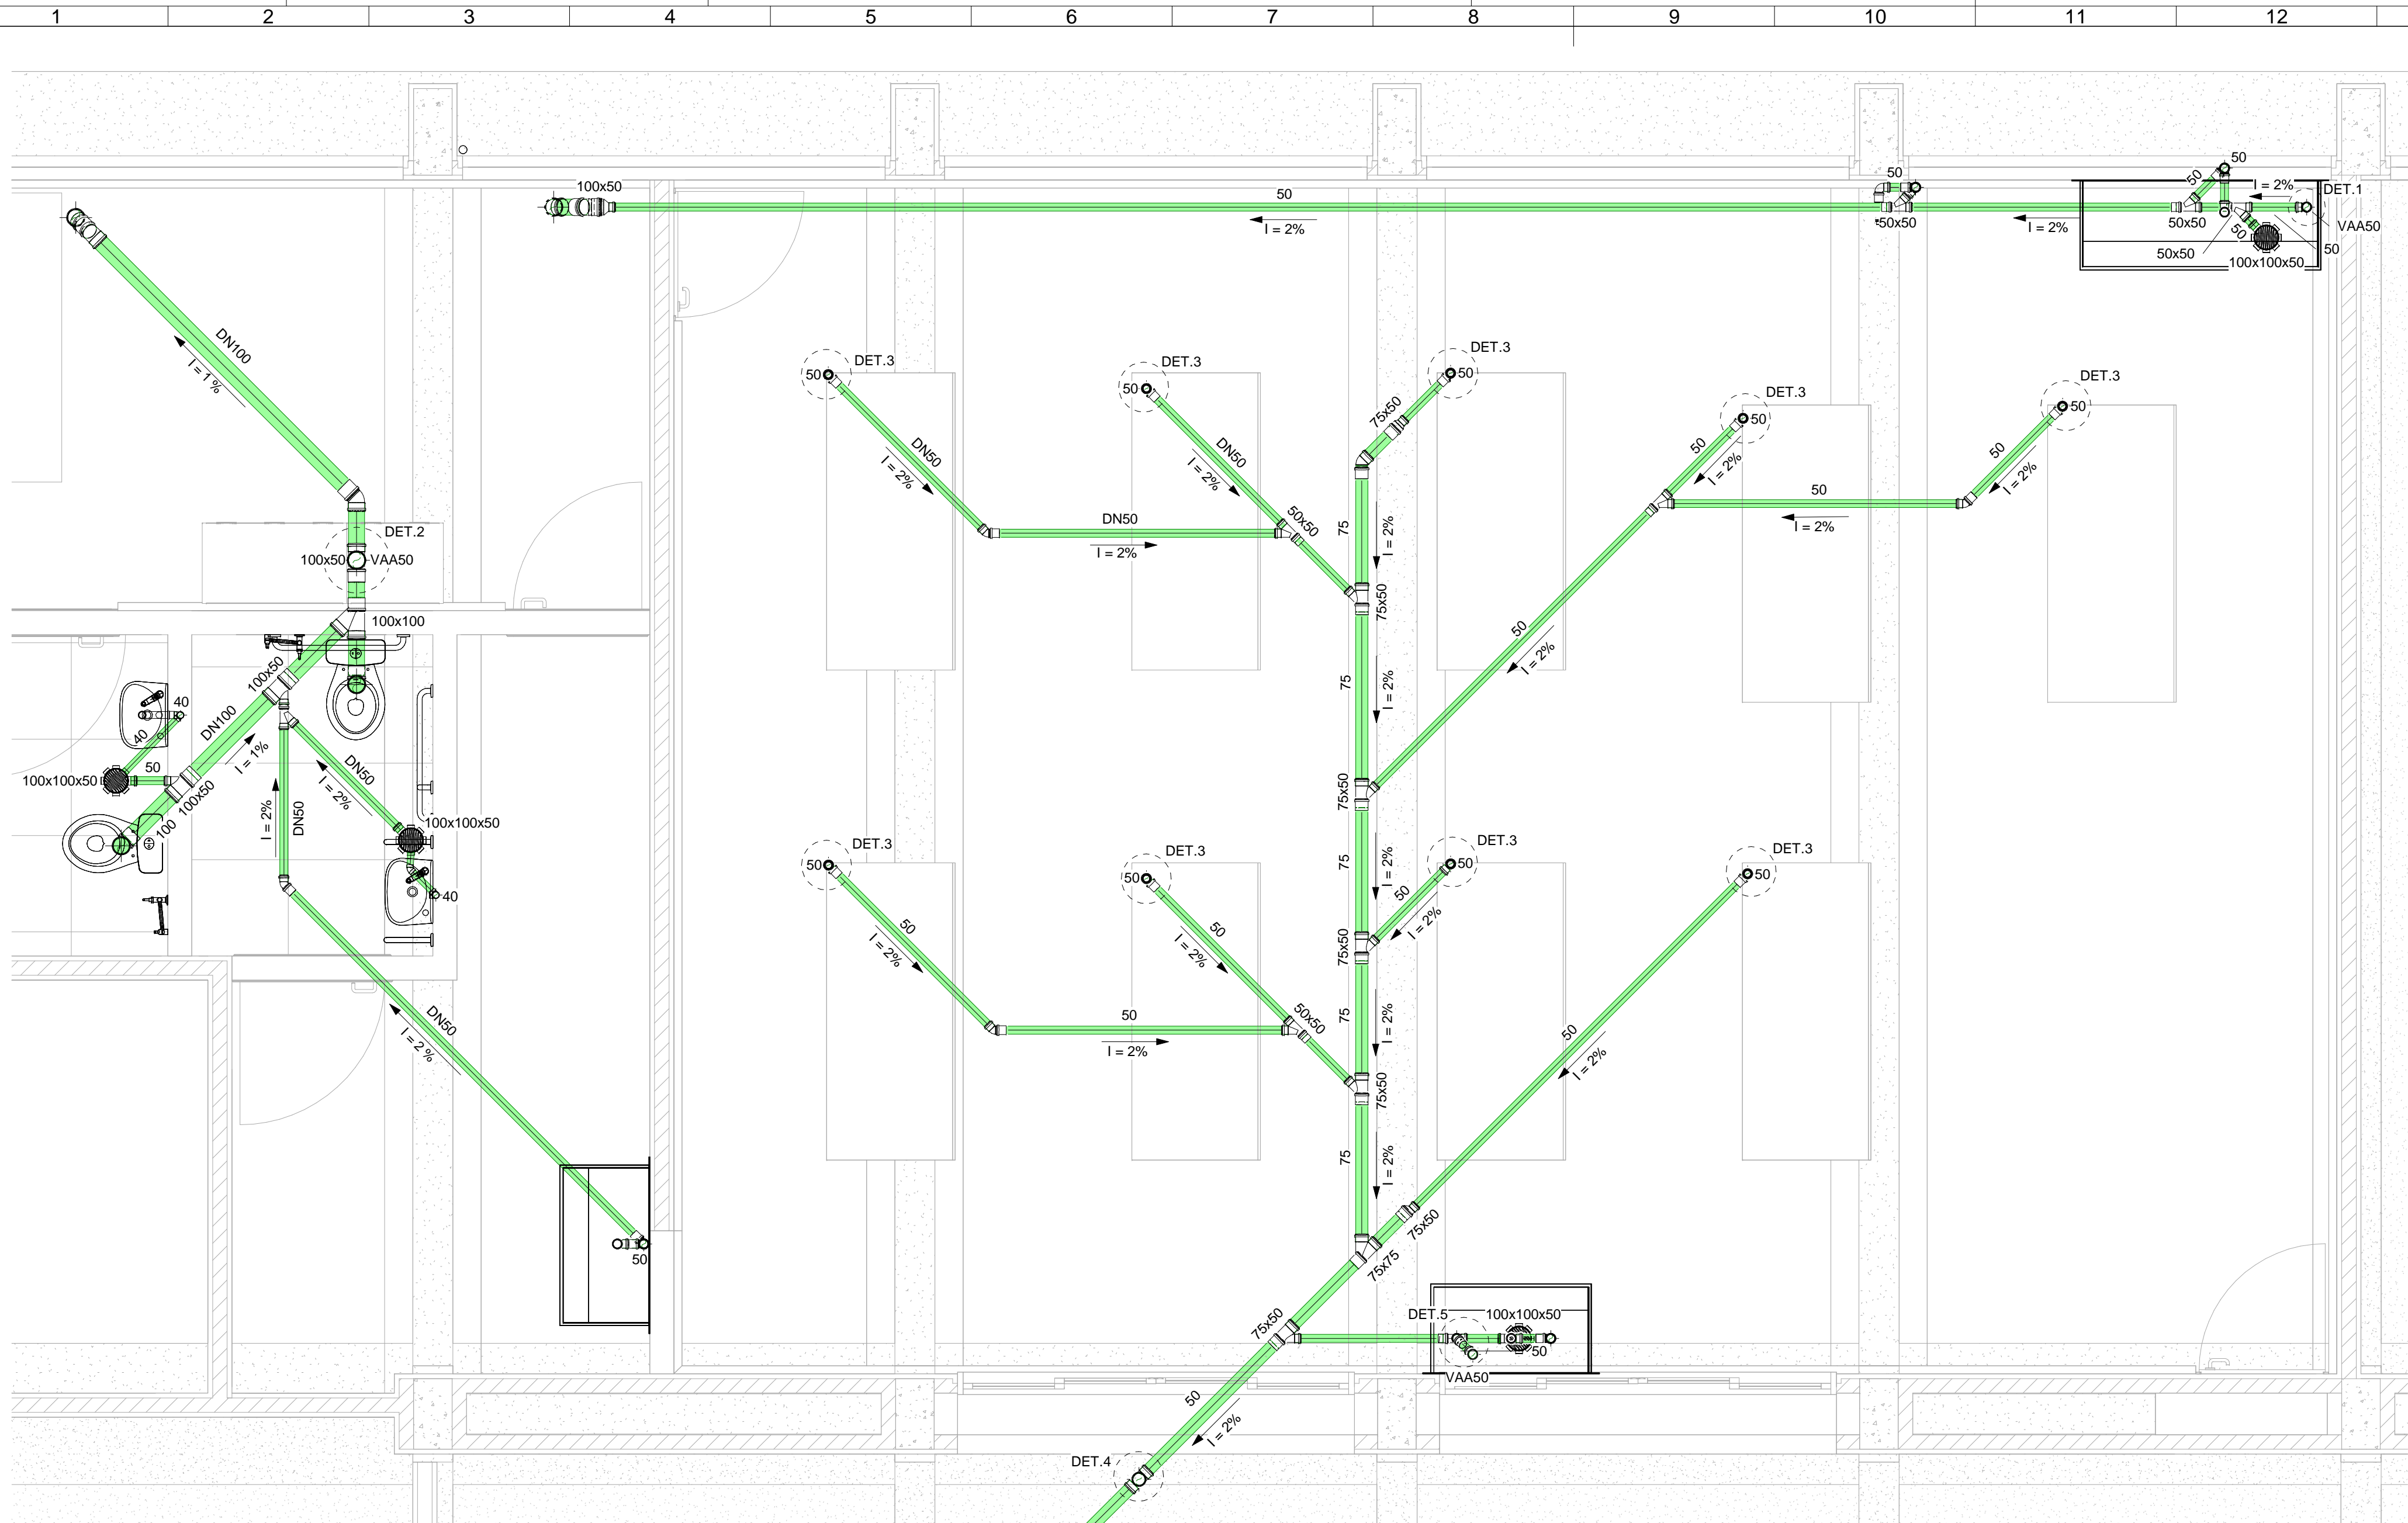 1 2 3 4 5 6 7 8 9 10 11 12
100x50
50
I = 2%
50
50x50
I = 2%
50
50
50x50
I = 2%
DET.1
VAA50
50
50
50x50
100x100x50
DN100
I = 1%
50
DET.3
50
DET.3
50
DET.3
75x50
50
DET.3
50
DET.3
DN50
I = 2%
DN50
I = 2%
50
I = 2%
50
I = 2%
50
I = 2%
DN50
I = 2%
50x50
75
I = 2%
75x50
DET.2
100x50
VAA50
100x100
100x50
50
I = 2%
75
I = 2%
40
40
DN100
I = 1%
50
100x100x50
100x50
100
DN50
I = 2%
I = 2%
DN50
100x100x50
40
75x50
75
I = 2%
50
DET.3
50
DET.3
50
DET.3
50
DET.3
50
I = 2%
50
I = 2%
50
I = 2%
75x50
75
I = 2%
50
I = 2%
50x50
50
I = 2%
75x50
DN50
I = 2%
75
I = 2%
75x50
75x75
50
75x50
DET.5
100x100x50
50
VAA50
50
I = 2%
DET.4